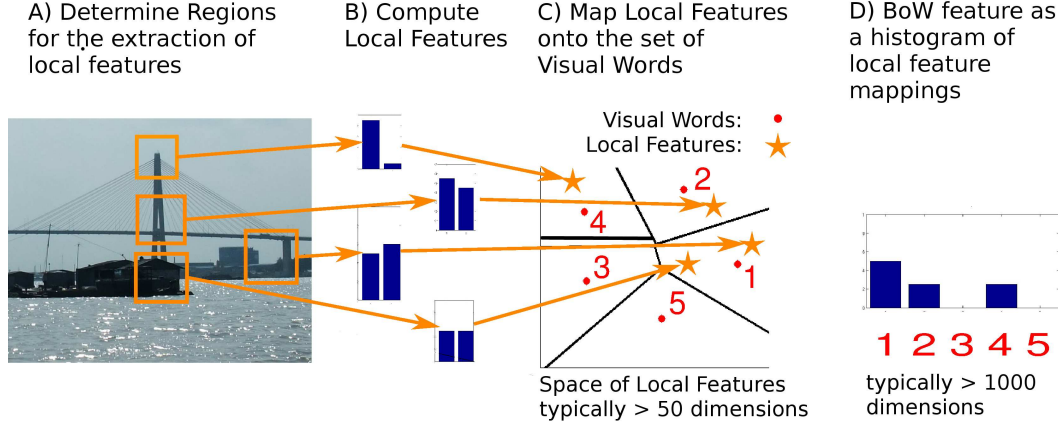 A) Determine Regions
for the extraction of
local features
B) Compute
Local Features
C) Map Local Features
onto the set of
Visual Words
D) BoW feature as
a histogram of
local feature
mappings
Visual Words:
Local Features:
2
4
3
1
5
Space of Local Features
typically > 50 dimensions
1 2 3 4 5
typically > 1000
dimensions